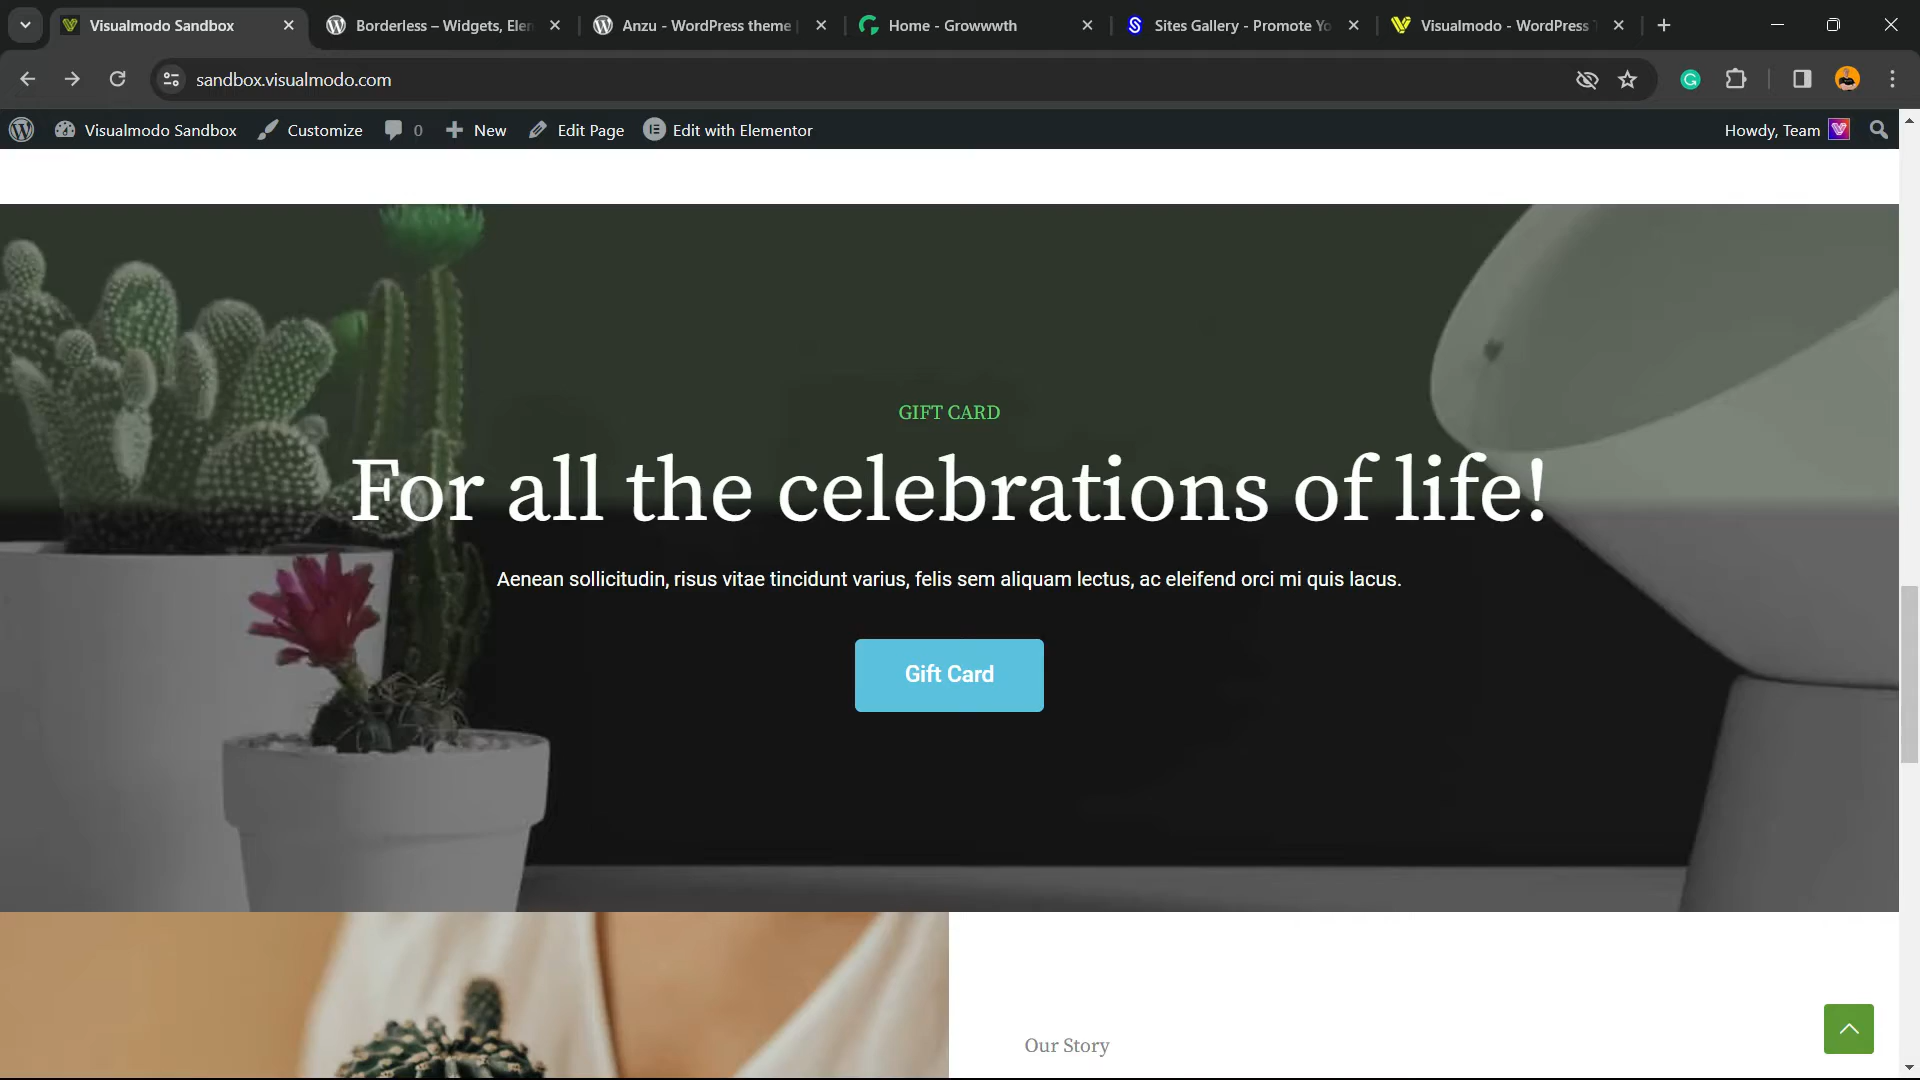 Visualmodo Sandbox
Borderless – Widgets, Elen
Anzu - WordPress theme
Home - Growwwth
Sites Gallery - Promote Yo
Visualmodo - WordPress T
sandbox.visualmodo.com
Visualmodo Sandbox
Customize
0
New
Edit Page
Edit with Elementor
Howdy, Team
GIFT CARD
For all the celebrations of life!
Aenean sollicitudin, risus vitae tincidunt varius, felis sem aliquam lectus, ac eleifend orci mi quis lacus.
Gift Card
Our Story